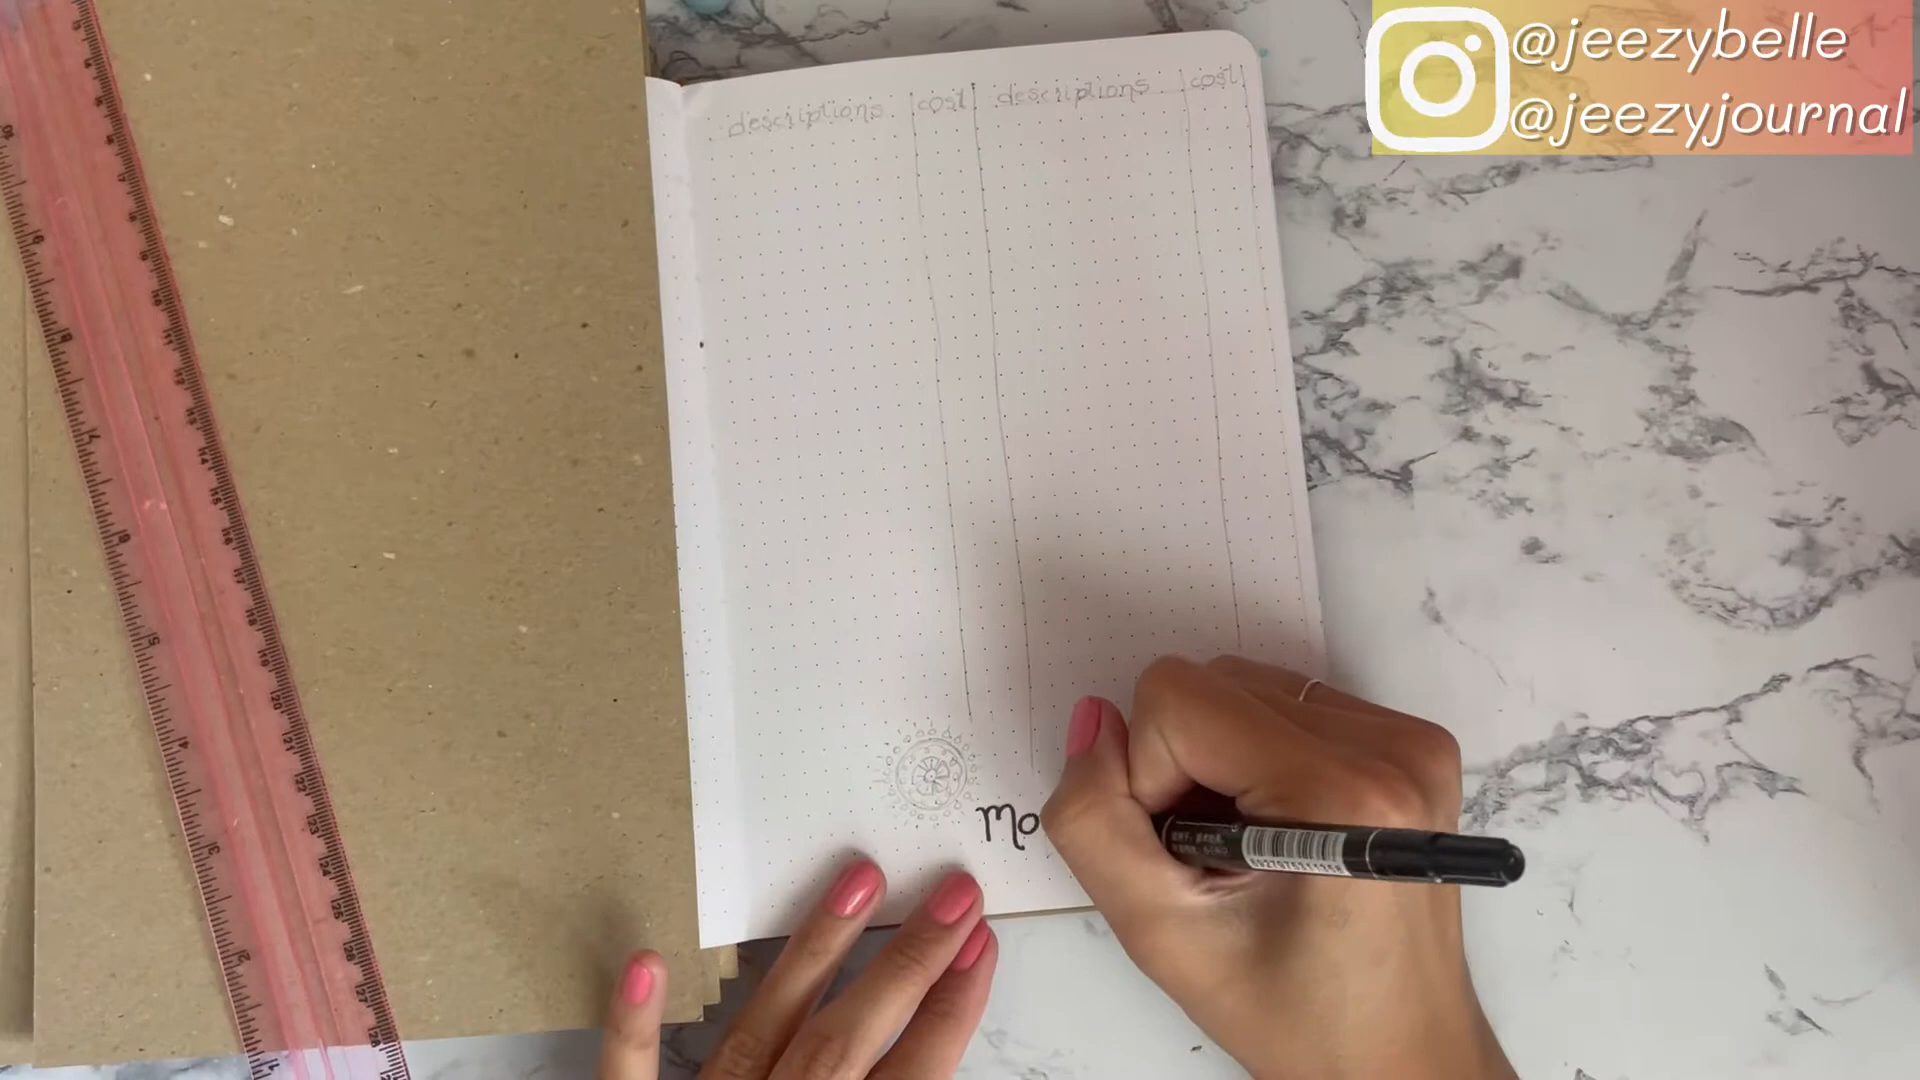 @jeezybelle
@jeezyjournal
descriptions cost descriptions cost
Mo